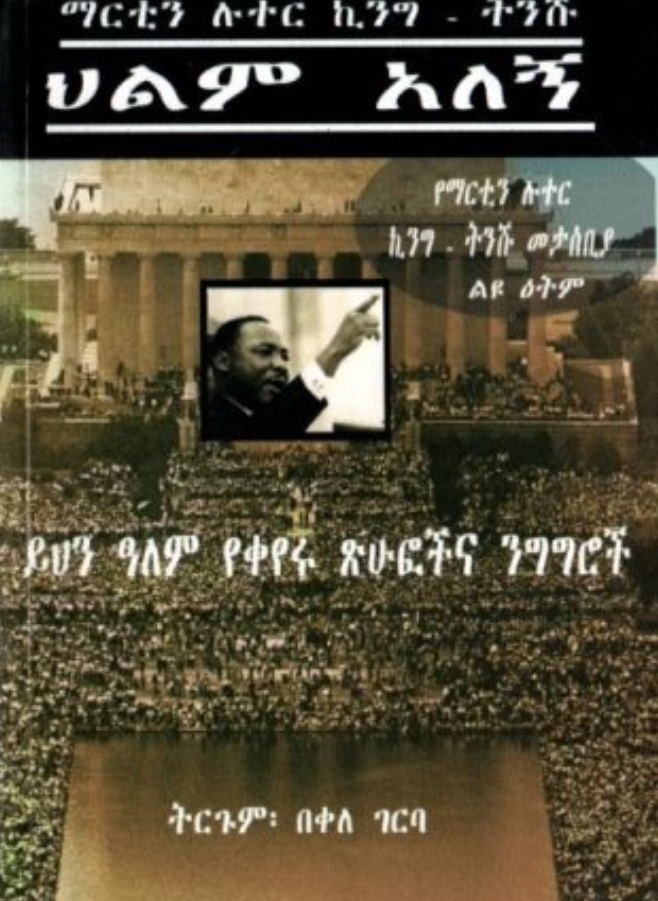 ማርቲን ሉተር ኪንግ - ትንሹ
ህልም አለኝ
የማርቲን ሉተር
ኪንግ - ትንሹ መታሰቢያ
ልዩ ዕትም
ይህን ዓለም የቀየሩ ጽሁፎችና ንግግሮች
ትርጉም፡ በቀለ ገርባ